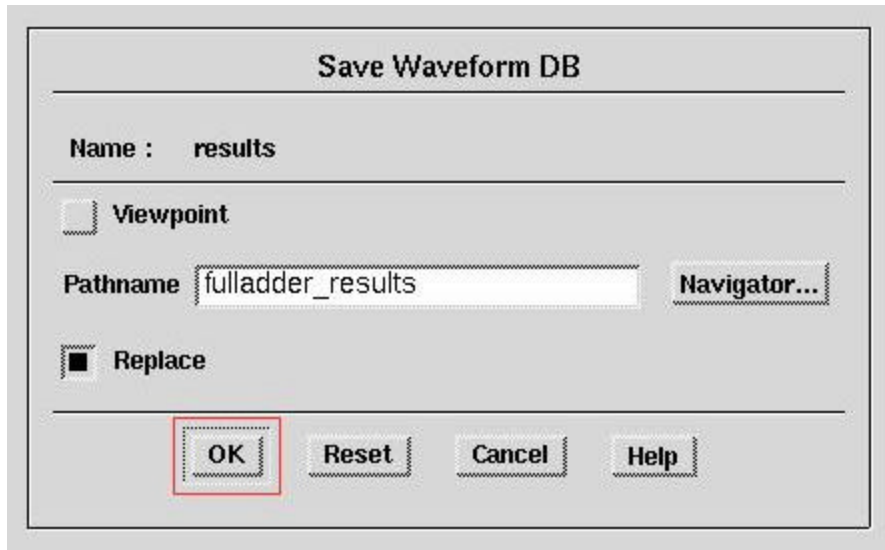 Save Waveform DB
Name : results
Viewpoint
Pathname fulladder_results Navigator...
Replace
OK Reset Cancel Help